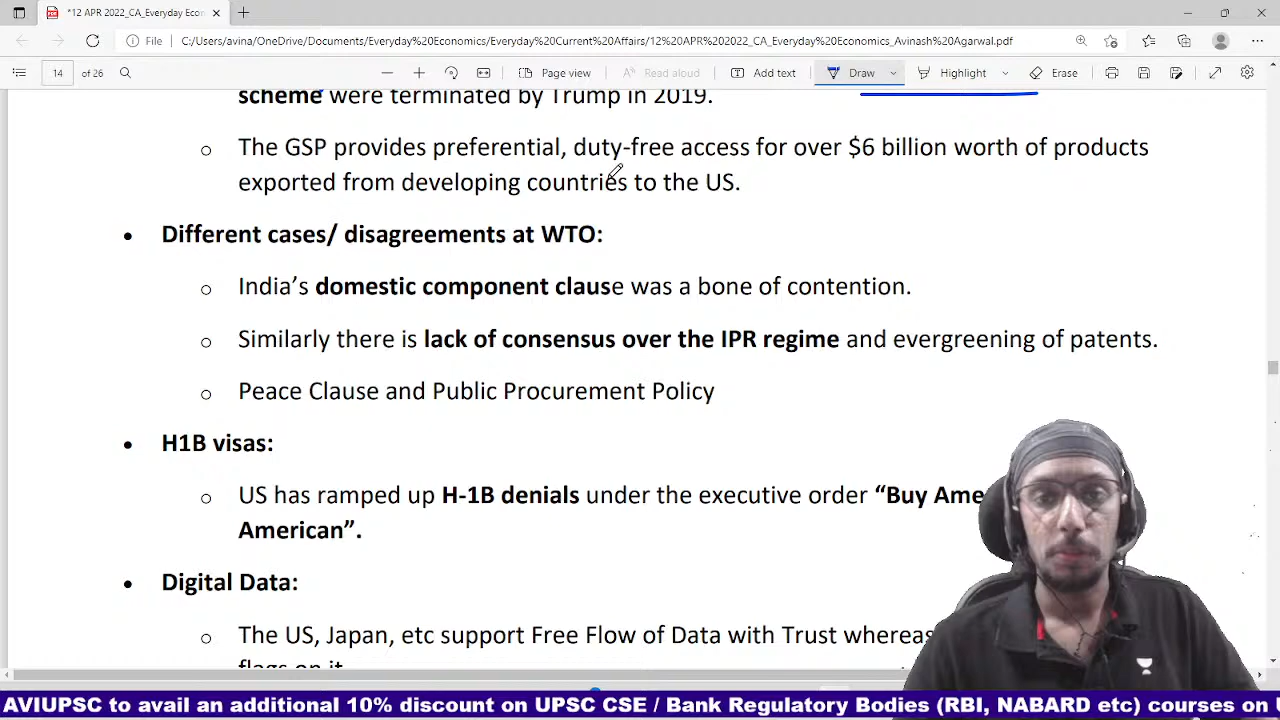 *12 APR 2022_CA_Everyday Econ
File C:/Users/avina/OneDrive/Documents/Everyday%20Economics/Everyday%20Current%20Affairs/12%20APR%202022_CA_Everyday%20Economics_Avinash%20Agarwal.pdf
14 of 26 Page view Read aloud Add text Draw Highlight Erase
scheme were terminated by Trump in 2019.
o The GSP provides preferential, duty-free access for over $6 billion worth of products
exported from developing countries to the US.
• Different cases/ disagreements at WTO:
o India's domestic component clause was a bone of contention.
o Similarly there is lack of consensus over the IPR regime and evergreening of patents.
o Peace Clause and Public Procurement Policy
• H1B visas:
o US has ramped up H-1B denials under the executive order “Buy Ame
American”.
• Digital Data:
o The US, Japan, etc support Free Flow of Data with Trust whereas
flags on it
AVIUPSC to avail an additional 10% discount on UPSC CSE / Bank Regulatory Bodies (RBI, NABARD etc) courses on